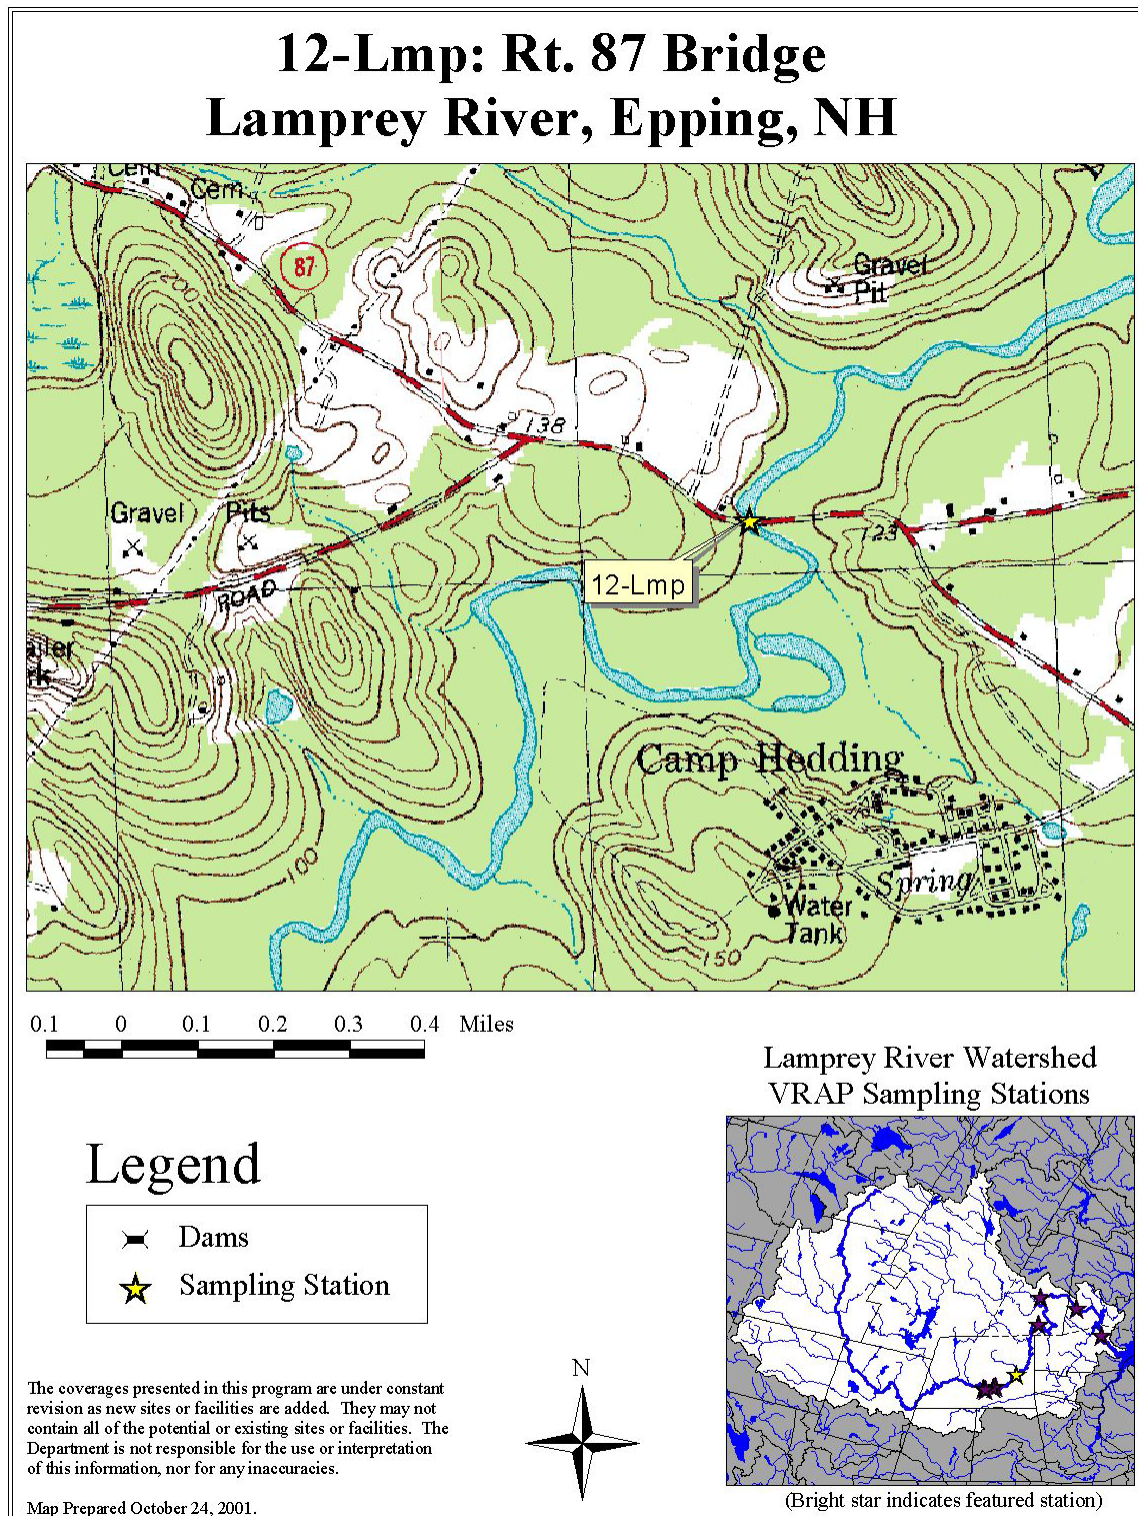 12-Lmp: Rt. 87 Bridge
Lamprey River, Epping, NH
Cem
Cem
87
200
Gravel
Pit
138
Gravel Pits
123
12-Lmp
ROAD
Camp Hedding
100
Spring
Water
Tank
150
0.1 0 0.1 0.2 0.3 0.4 Miles
Lamprey River Watershed
VRAP Sampling Stations
Legend
Dams
Sampling Station
N
The coverages presented in this program are under constant
revision as new sites or facilities are added. They may not
contain all of the potential or existing sites or facilities. The
Department is not responsible for the use or interpretation
of this information, nor for any inaccuracies.
Map Prepared October 24, 2001.
(Bright star indicates featured station)